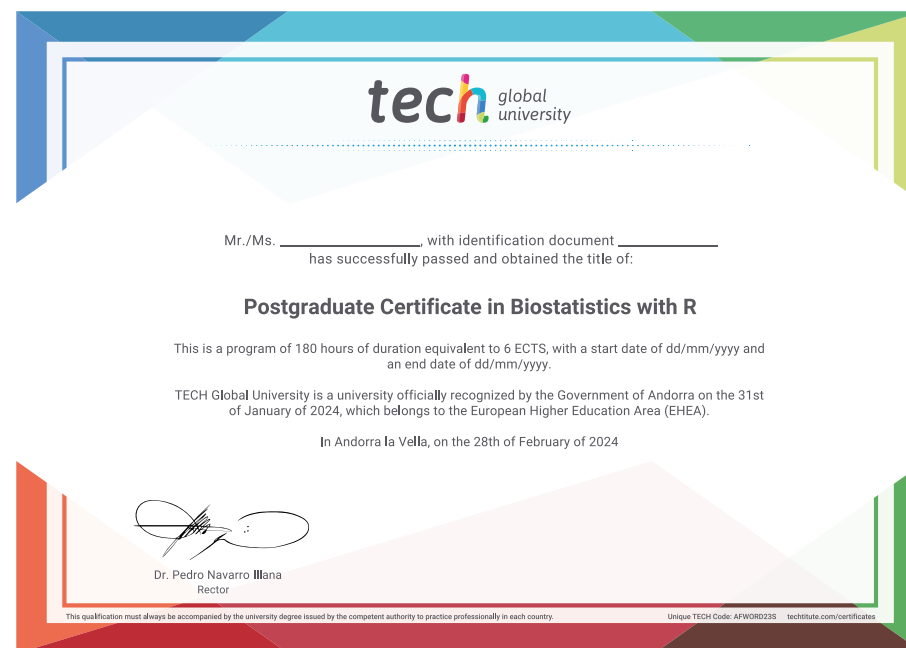 tech global university
Mr./Ms. ____________, with identification document ____________
has successfully passed and obtained the title of:
Postgraduate Certificate in Biostatistics with R
This is a program of 180 hours of duration equivalent to 6 ECTS, with a start date of dd/mm/yyyy and
an end date of dd/mm/yyyy.
TECH Global University is a university officially recognized by the Government of Andorra on the 31st
of January of 2024, which belongs to the European Higher Education Area (EHEA).
In Andorra la Vella, on the 28th of February of 2024
Dr. Pedro Navarro Illana
Rector
This qualification must always be accompanied by the university degree issued by the competent authority to practice professionally in each country.
Unique TECH Code: AFWORD23S techtitute.com/certificates